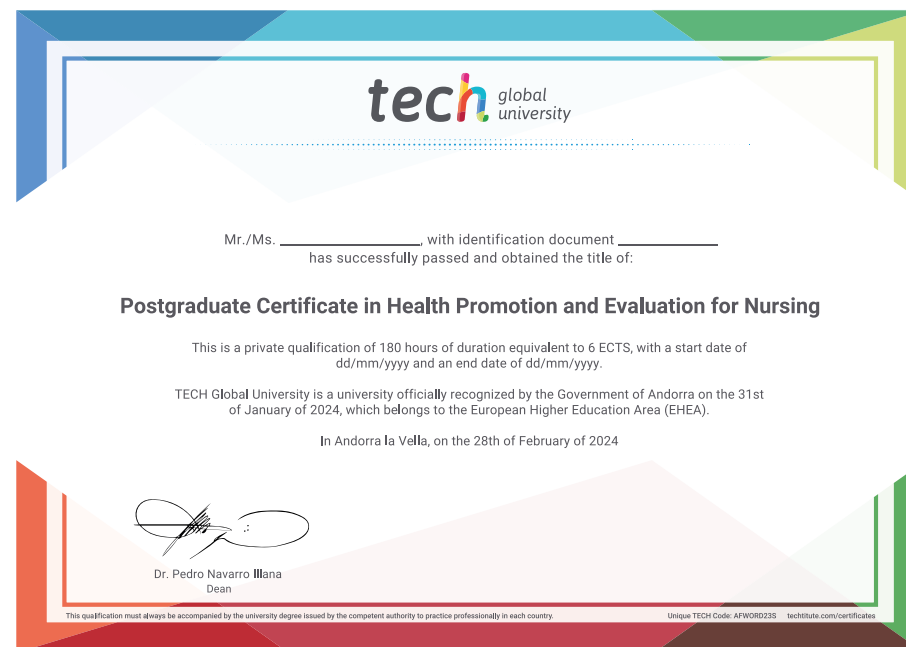 tech global university
Mr./Ms. ____________________, with identification document ______________
has successfully passed and obtained the title of:
Postgraduate Certificate in Health Promotion and Evaluation for Nursing
This is a private qualification of 180 hours of duration equivalent to 6 ECTS, with a start date of
dd/mm/yyyy and an end date of dd/mm/yyyy.
TECH Global University is a university officially recognized by the Government of Andorra on the 31st
of January of 2024, which belongs to the European Higher Education Area (EHEA).
In Andorra la Vella, on the 28th of February of 2024
Dr. Pedro Navarro Illana
Dean
This qualification must always be accompanied by the university degree issued by the competent authority to practice professionally in each country.
Unique TECH Code: AFWORD23S techtitute.com/certificates